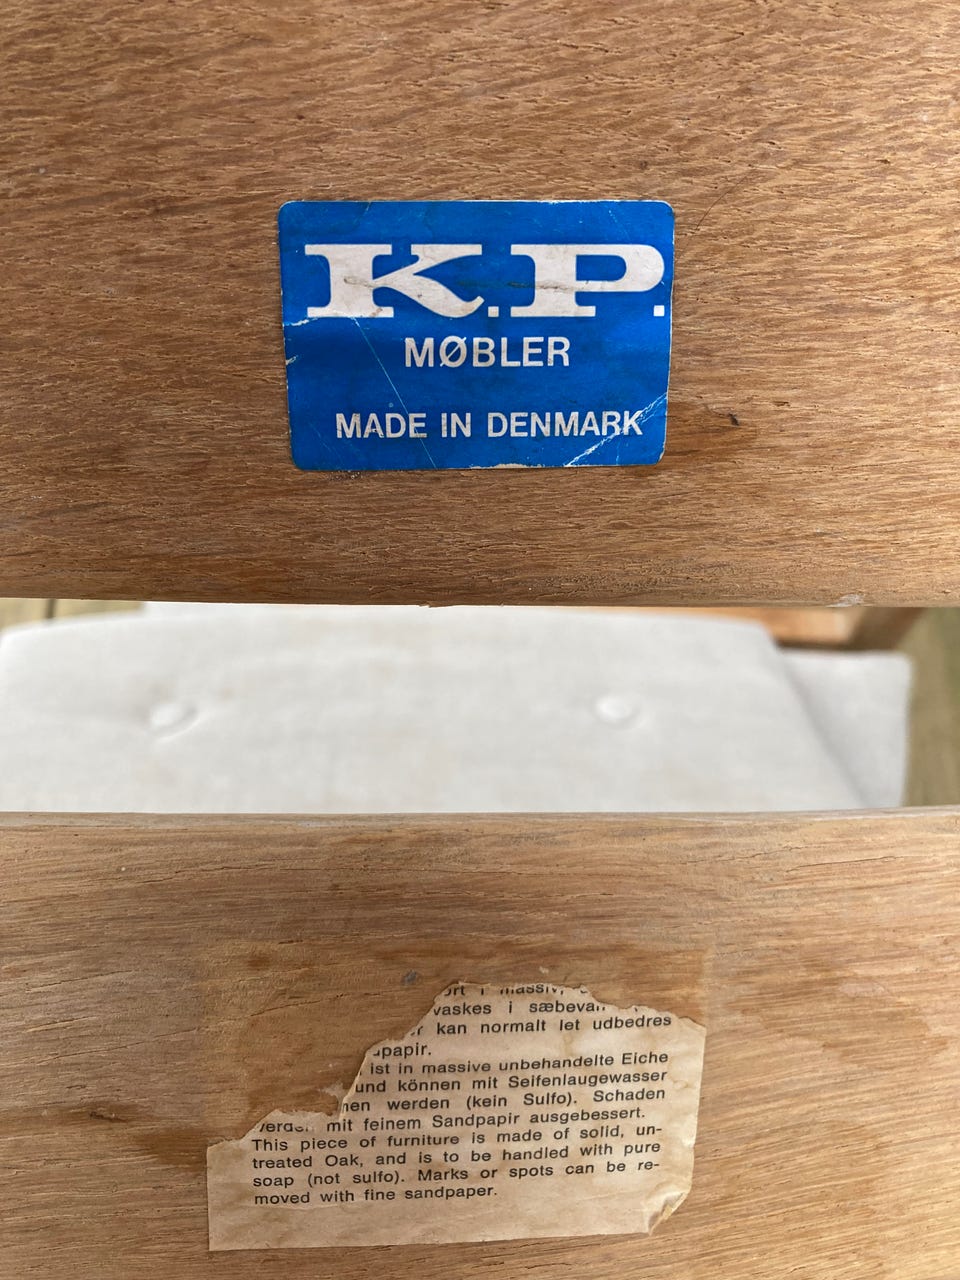 K.P.
MØBLER
MADE IN DENMARK
i massiv,
vaskes i
kan normalt let udbedres
ist in massive unbehandelte Eiche
und können mit Seifenlaugewasser
werden (kein Sulfo). Schaden
mit feinem Sandpapir ausgebessert.
This piece of furniture is made of solid, un-
treated Oak, and is to be handled with pure
soap (not sulfo). Marks or spots can be re-
moved with fine sandpaper.